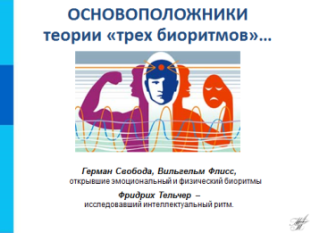 ОСНОВОПОЛОЖНИКИ
теории «трех биоритмов»...
Герман Свобода, Вильгельм Флисс,
открывшие эмоциональный и физический биоритмы
Фридрих Тельчер –
исследовавший интеллектуальный ритм.